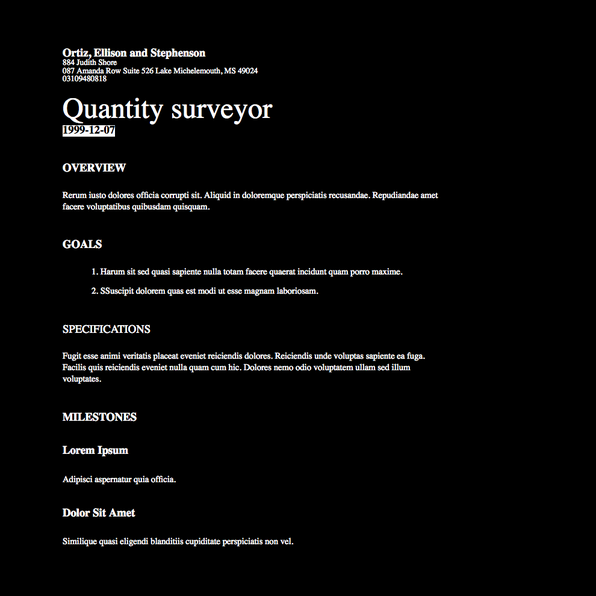 Ortiz, Ellison and Stephenson
884 Judith Shore
087 Amanda Row Suite 526 Lake Michelemouth, MS 49024
03109480818
Quantity surveyor
1999-12-07
OVERVIEW
Rerum iusto dolores officia corrupti sit. Aliquid in doloremque perspiciatis recusandae. Repudiandae amet
facere voluptatibus quibusdam quisquam.
GOALS
1. Harum sit sed quasi sapiente nulla totam facere quaerat incidunt quam porro maxime.
2. SSuscipit dolorem quas est modi ut esse magnam laboriosam.
SPECIFICATIONS
Fugit esse animi veritatis placeat eveniet reiciendis dolores. Reiciendis unde voluptas sapiente ea fuga.
Facilis quis reiciendis eveniet nulla quam cum hic. Dolores nemo odio voluptatem ullam sed illum
voluptates.
MILESTONES
Lorem Ipsum
Adipisci aspernatur quia officia.
Dolor Sit Amet
Similique quasi eligendi blanditiis cupiditate perspiciatis non vel.